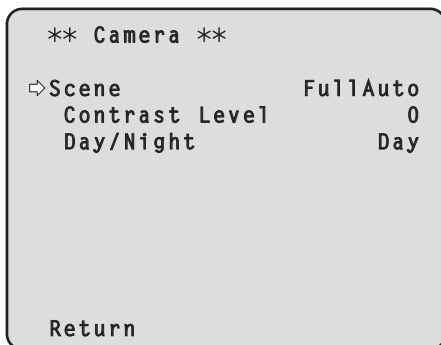 ** Camera **
⇨Scene FullAuto
Contrast Level 0
Day/Night Day
Return